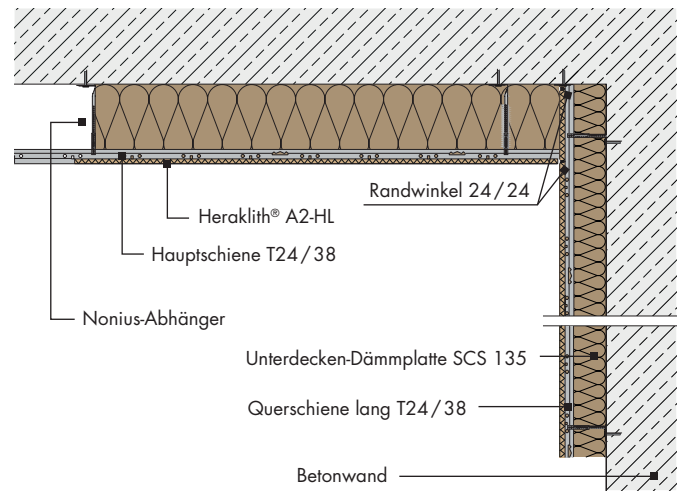 Randwinkel 24/24
Heraklith® A2-HL
Hauptschiene T24/38
Nonius-Abhänger
Unterdecken-Dämmplatte SCS 135
Querschiene lang T24/38
Betonwand